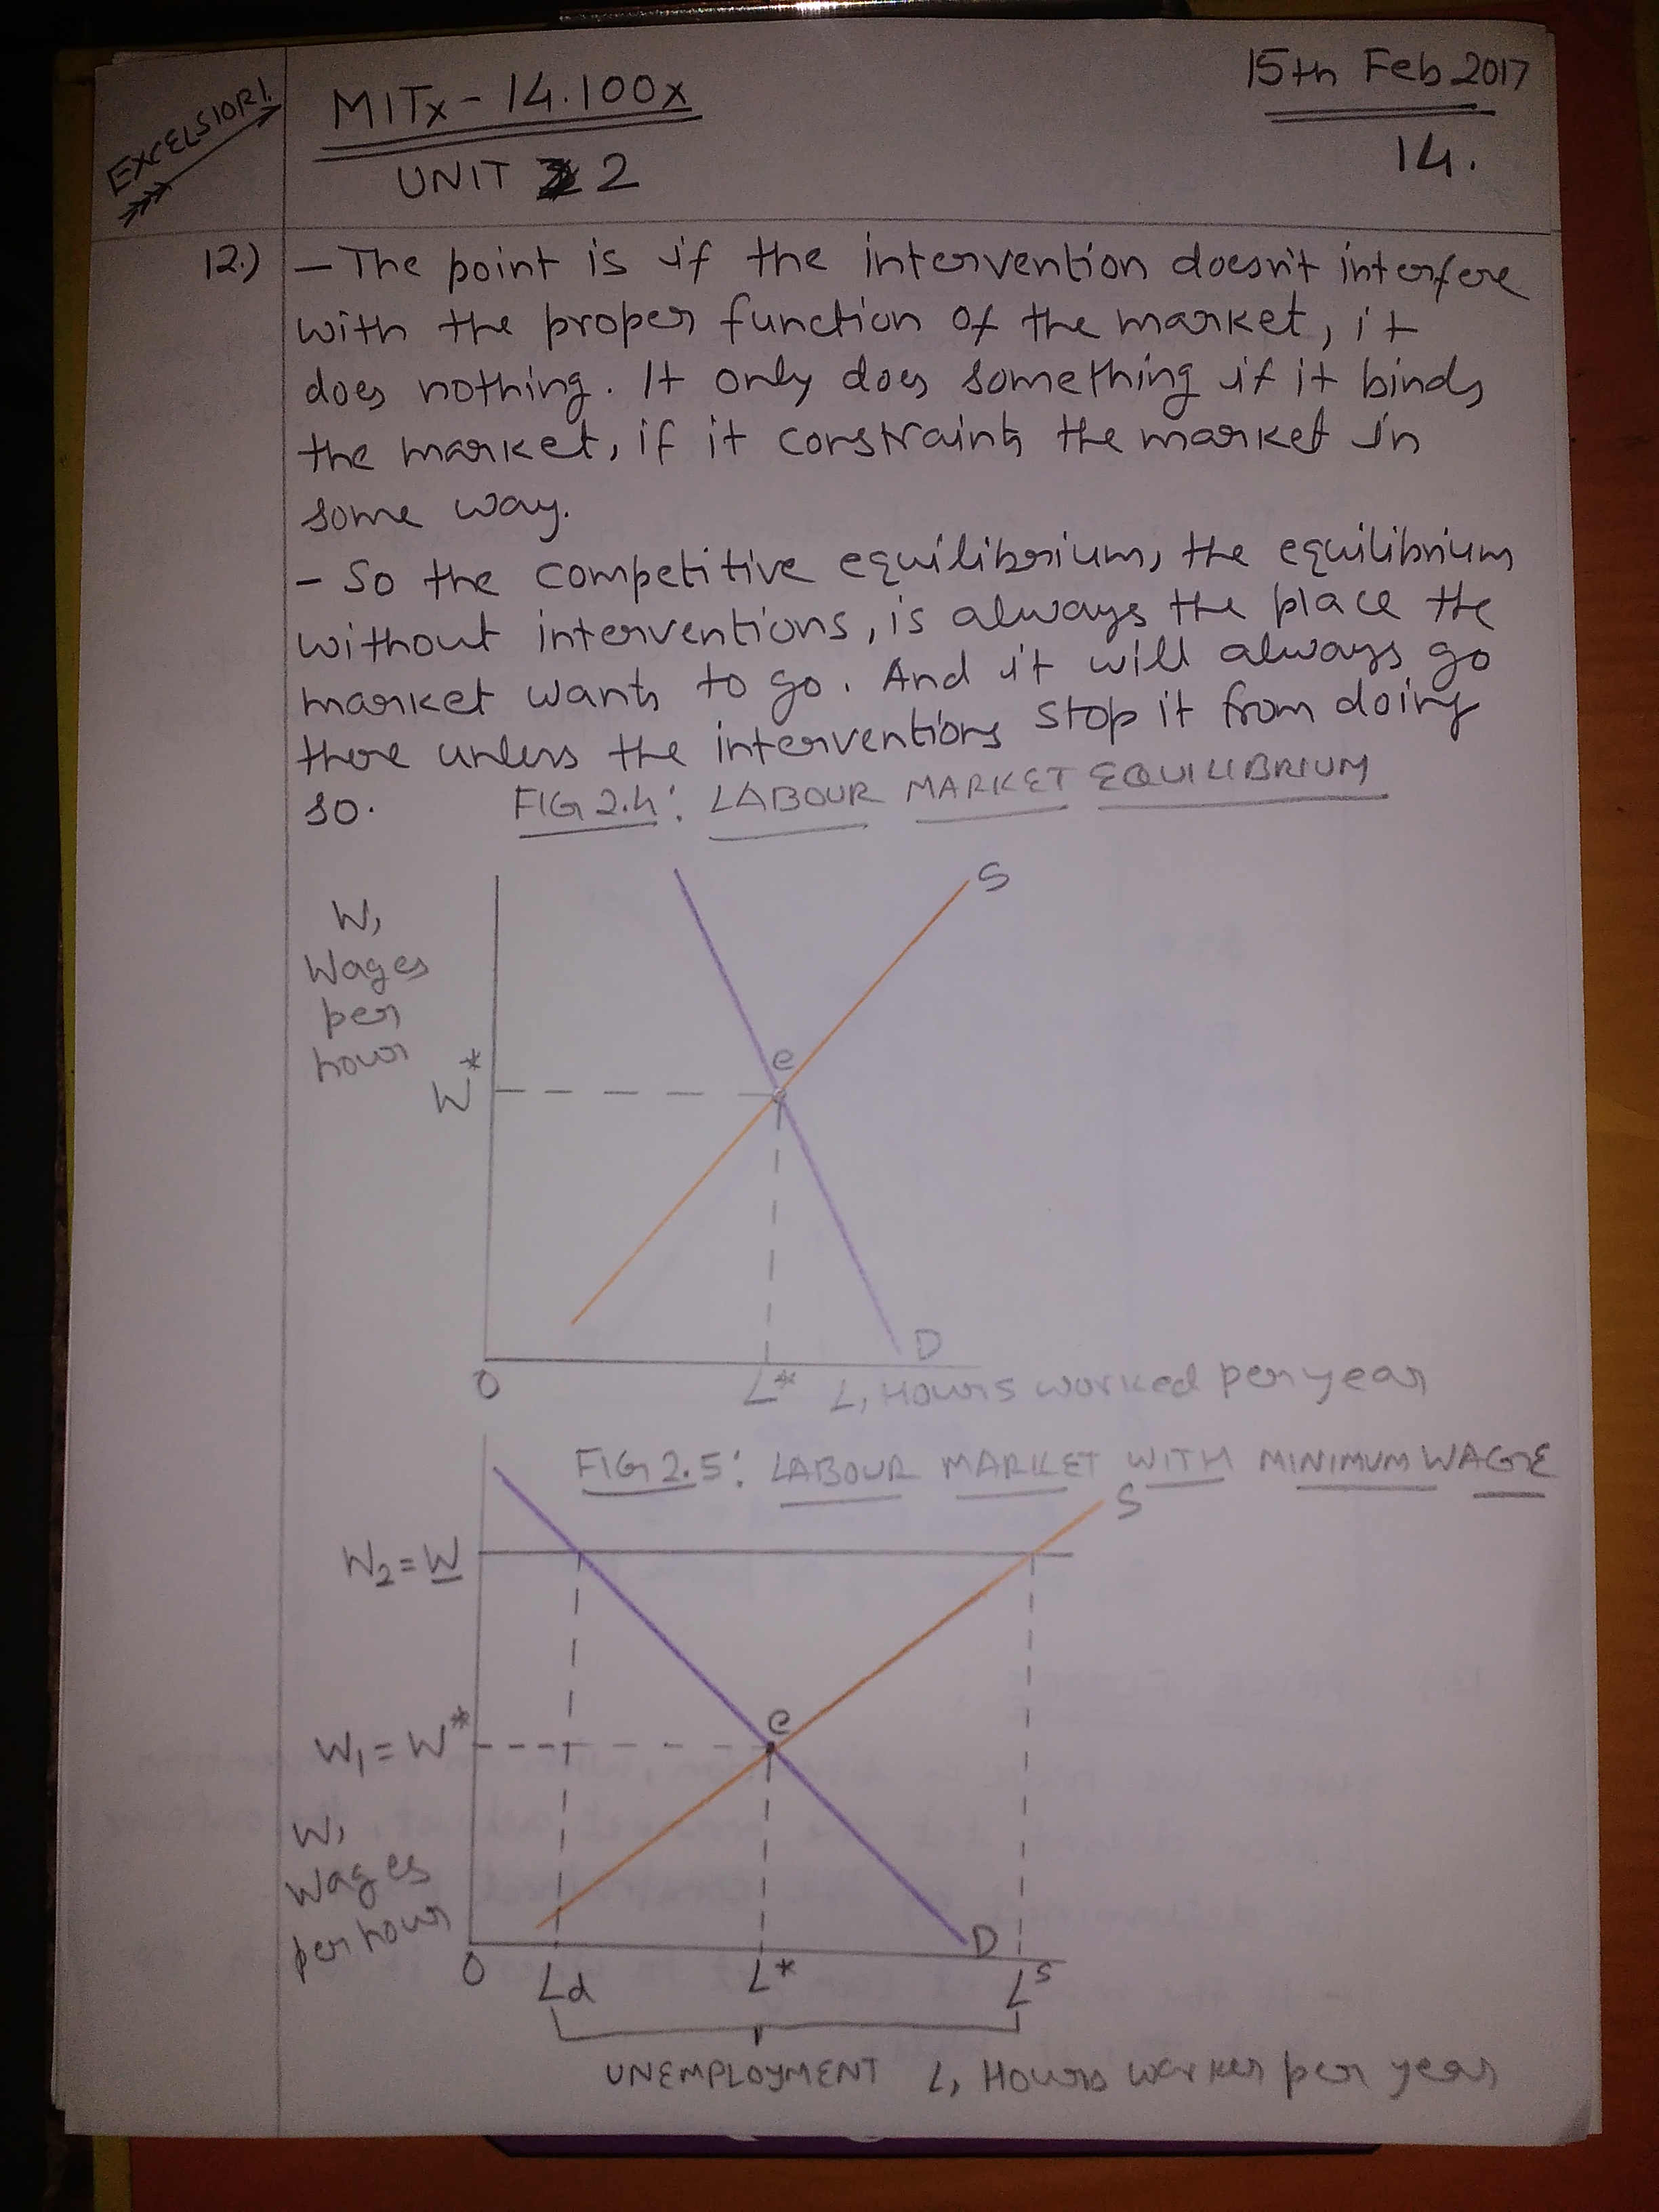 EXCELSIOR!
MITx - 14.100x
15th Feb 2017
UNIT 2
14.
12.) - The point is if the intervention doesn't interfere
with the proper function of the market, it
does nothing. It only does something if it binds
the market, if it constraints the market in
some way.
- So the competitive equilibrium, the equilibrium
without interventions, is always the place the
market wants to go. And it will always go
there unless the interventions stop it from doing
so.
FIG 2.4: LABOUR MARKET EQUILIBRIUM
S
W,
Wages
per
hour
e
W*
D
0
L*
L, Hours worked per year
FIG 2.5: LABOUR MARKET WITH MINIMUM WAGE
S
W2 = W
e
W1 = W*
W,
Wages
per hour
D
0
Ld
L*
Ls
UNEMPLOYMENT
L, Hours worked per year